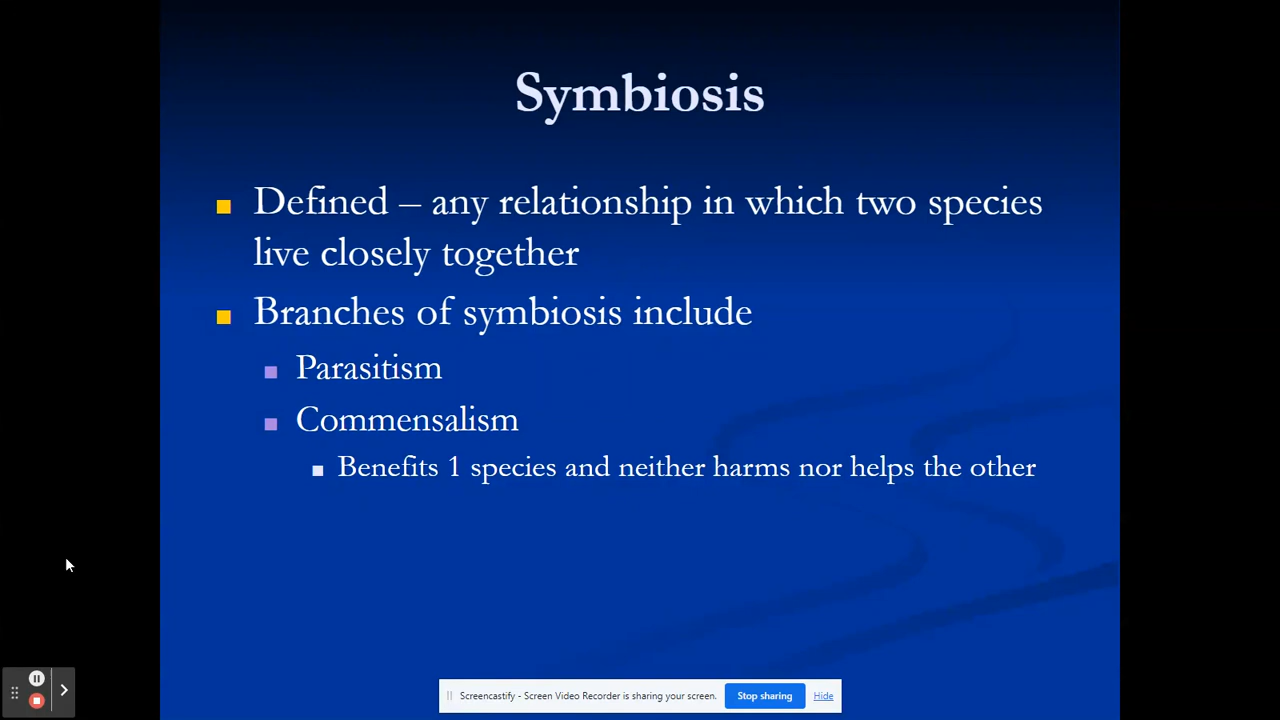 Symbiosis
Defined – any relationship in which two species
live closely together
Branches of symbiosis include
Parasitism
Commensalism
Benefits 1 species and neither harms nor helps the other
Screencastify - Screen Video Recorder is sharing your screen. Stop sharing Hide